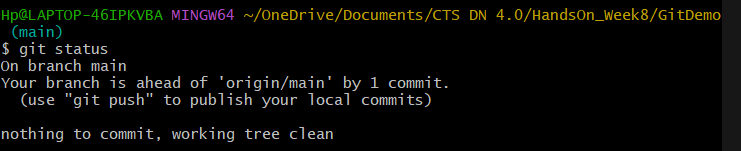 Hp@LAPTOP-46IPKVBA MINGW64 ~/OneDrive/Documents/CTS DN 4.0/HandsOn_Week8/GitDemo
(main)
$ git status
On branch main
Your branch is ahead of 'origin/main' by 1 commit.
  (use "git push" to publish your local commits)

nothing to commit, working tree clean